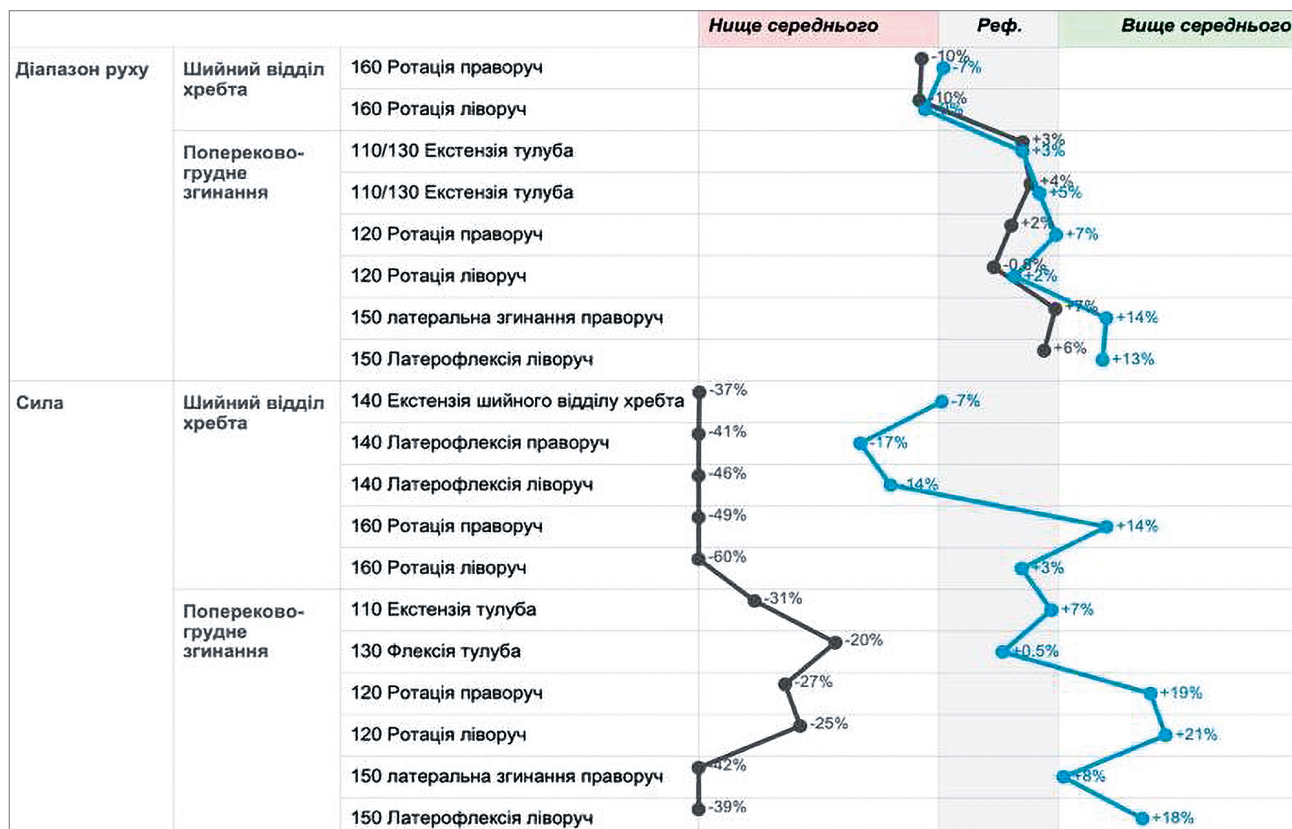 Нище середнього Реф. Вище середнього
Діапазон руху Шийний відділ хребта 160 Ротація праворуч -10% -7%
160 Ротація ліворуч -10%
Попереково-грудне згинання 110/130 Екстензія тулуба +3% +3%
110/130 Екстензія тулуба +4% +5%
120 Ротація праворуч +2% +7%
120 Ротація ліворуч +2%
150 латеральна згинання праворуч +7% +14%
150 Латерофлексія ліворуч +6% +13%
Сила Шийний відділ хребта 140 Екстензія шийного відділу хребта -37% -7%
140 Латерофлексія праворуч -41% -17%
140 Латерофлексія ліворуч -46% -14%
160 Ротація праворуч -49% +14%
160 Ротація ліворуч -60% +3%
Попереково-грудне згинання 110 Екстензія тулуба -31% +7%
130 Флексія тулуба -20% +0.5%
120 Ротація праворуч -27% +19%
120 Ротація ліворуч -25% +21%
150 латеральна згинання праворуч -42% +8%
150 Латерофлексія ліворуч -39% +18%